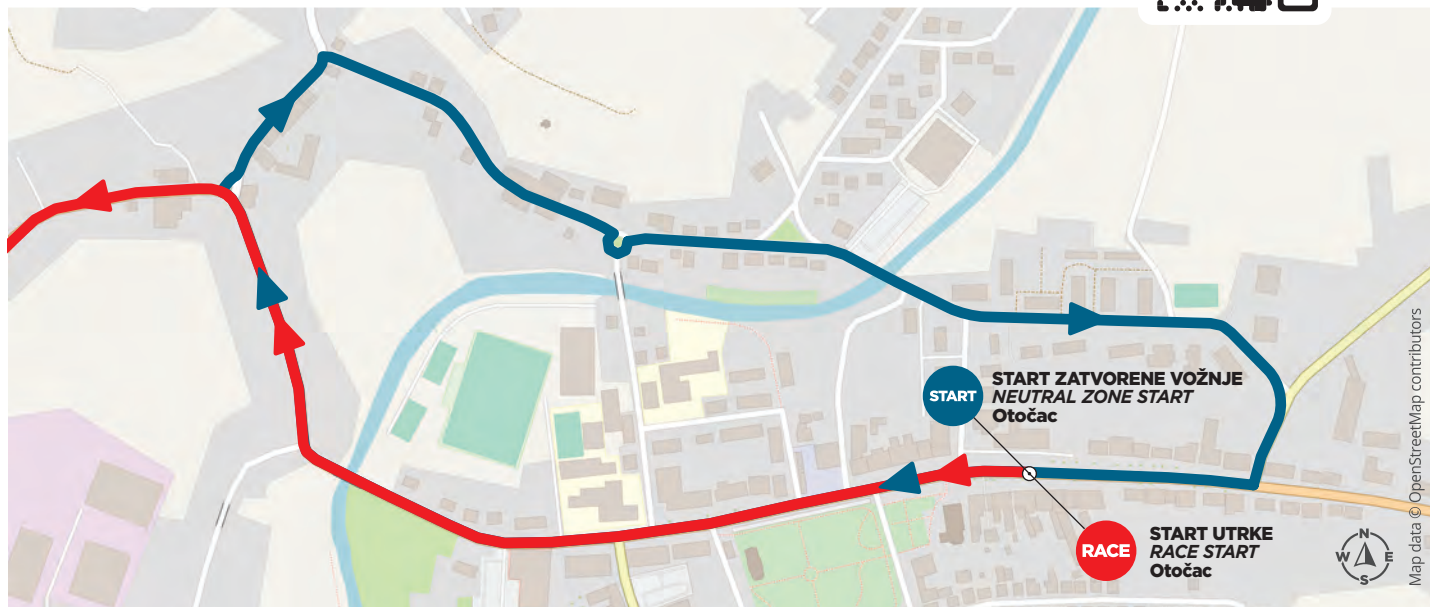 START
START ZATVORENE VOŽNJE
NEUTRAL ZONE START
Otočac
RACE
START UTRKE
RACE START
Otočac
N
W E
S
Map data © OpenStreetMap contributors